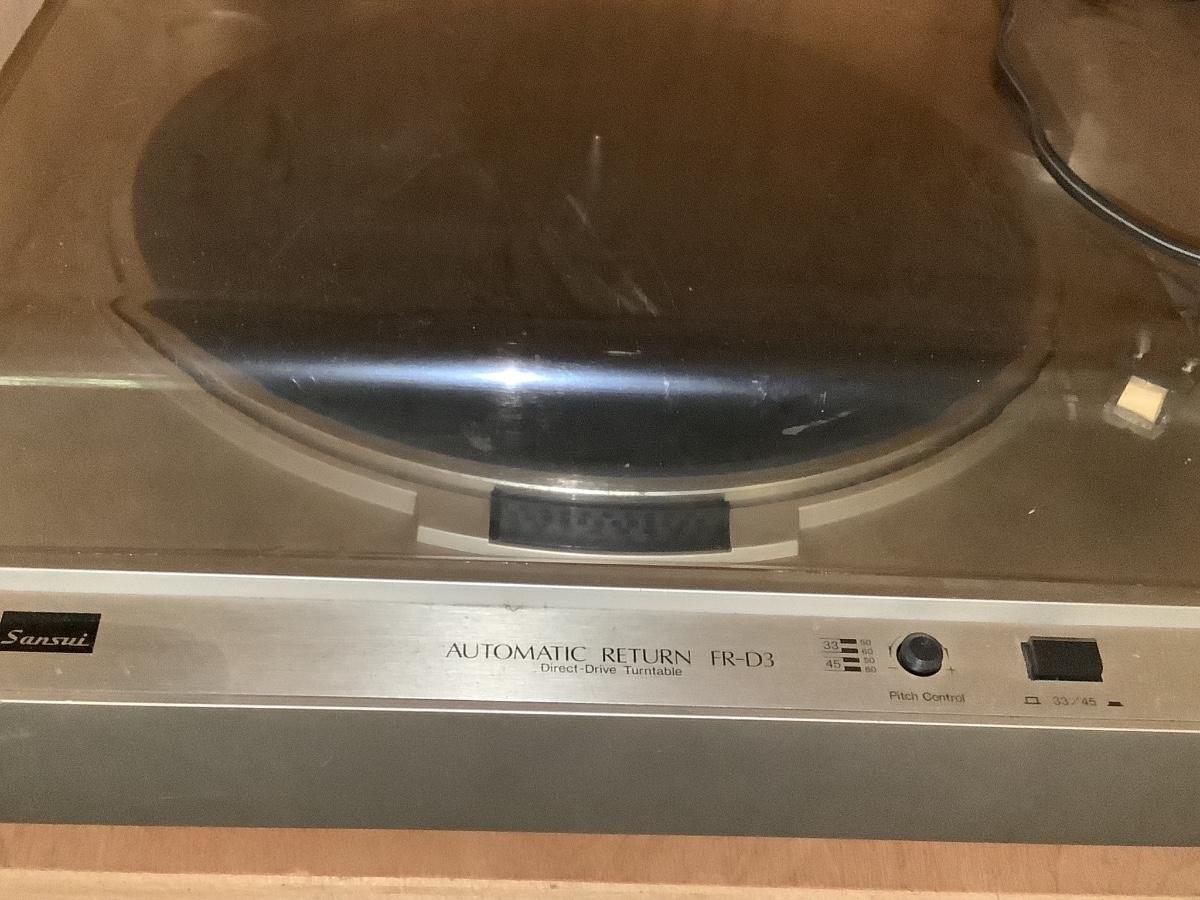 Sansui
AUTOMATIC RETURN FR-D3
Direct-Drive Turntable
33 50
60
45 50
60
- +
Pitch Control
33/45